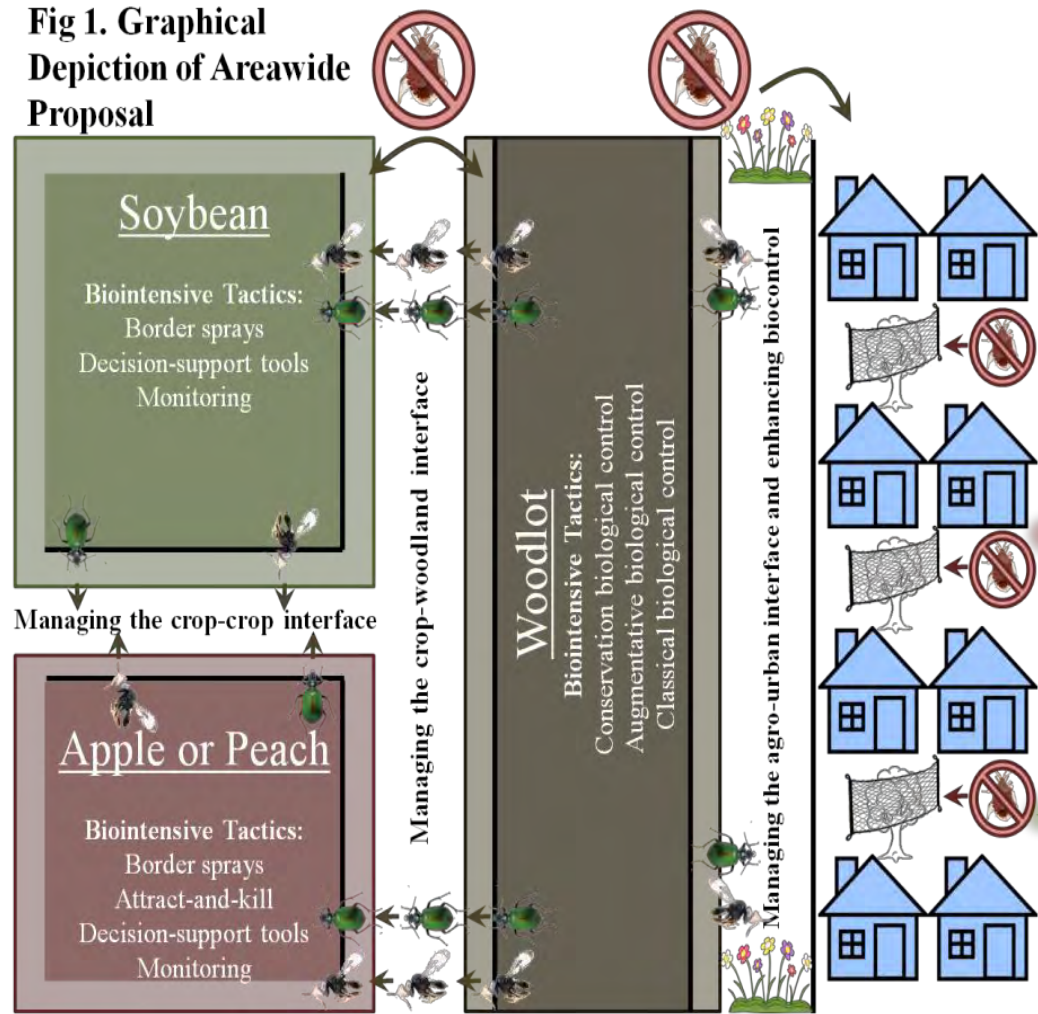 Fig 1. Graphical
Depiction of Areawide
Proposal
Soybean
Biointensive Tactics:
Border sprays
Decision-support tools
Monitoring
Managing the crop-crop interface
Apple or Peach
Biointensive Tactics:
Border sprays
Attract-and-kill
Decision-support tools
Monitoring
Managing the crop-woodland interface
Woodlot
Biointensive Tactics:
Conservation biological control
Augmentative biological control
Classical biological control
Managing the agro-urban interface and enhancing biocontrol